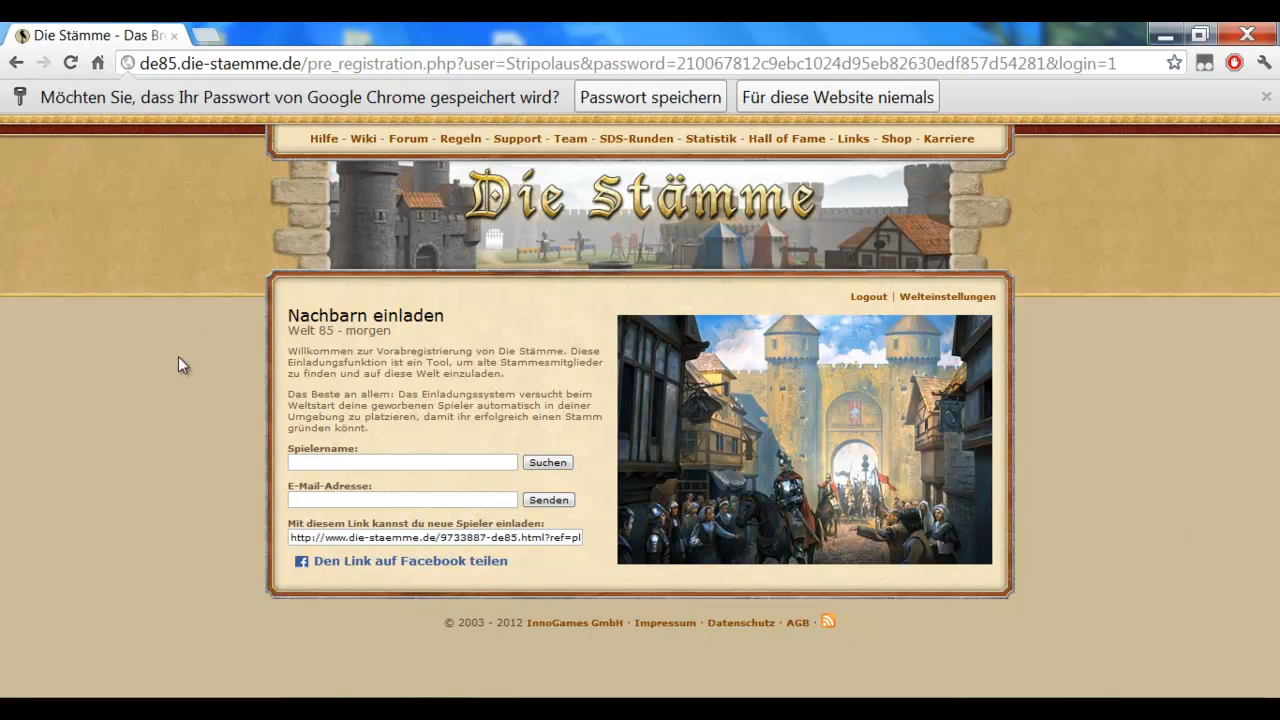 Die Stämme - Das Br
de85.die-staemme.de/pre_registration.php?user=Stripolaus&password=210067812c9ebc1024d95eb82630edf857d54281&login=1
Möchten Sie, dass Ihr Passwort von Google Chrome gespeichert wird? Passwort speichern Für diese Website niemals
Hilfe - Wiki - Forum - Regeln - Support - Team - SDS-Runden - Statistik - Hall of Fame - Links - Shop - Karriere
Die Stämme
Logout | Welteinstellungen
Nachbarn einladen
Welt 85 - morgen
Willkommen zur Vorabregistrierung von Die Stämme. Diese
Einladungsfunktion ist ein Tool, um alte Stammesmitglieder
zu finden und auf diese Welt einzuladen.
Das Beste an allem: Das Einladungssystem versucht beim
Weltstart deine geworbenen Spieler automatisch in deiner
Umgebung zu platzieren, damit ihr erfolgreich einen Stamm
gründen könnt.
Spielername:
Suchen
E-Mail-Adresse:
Senden
Mit diesem Link kannst du neue Spieler einladen:
http://www.die-staemme.de/9733887-de85.html?ref=pl
Den Link auf Facebook teilen
© 2003 - 2012 InnoGames GmbH · Impressum · Datenschutz · AGB ·